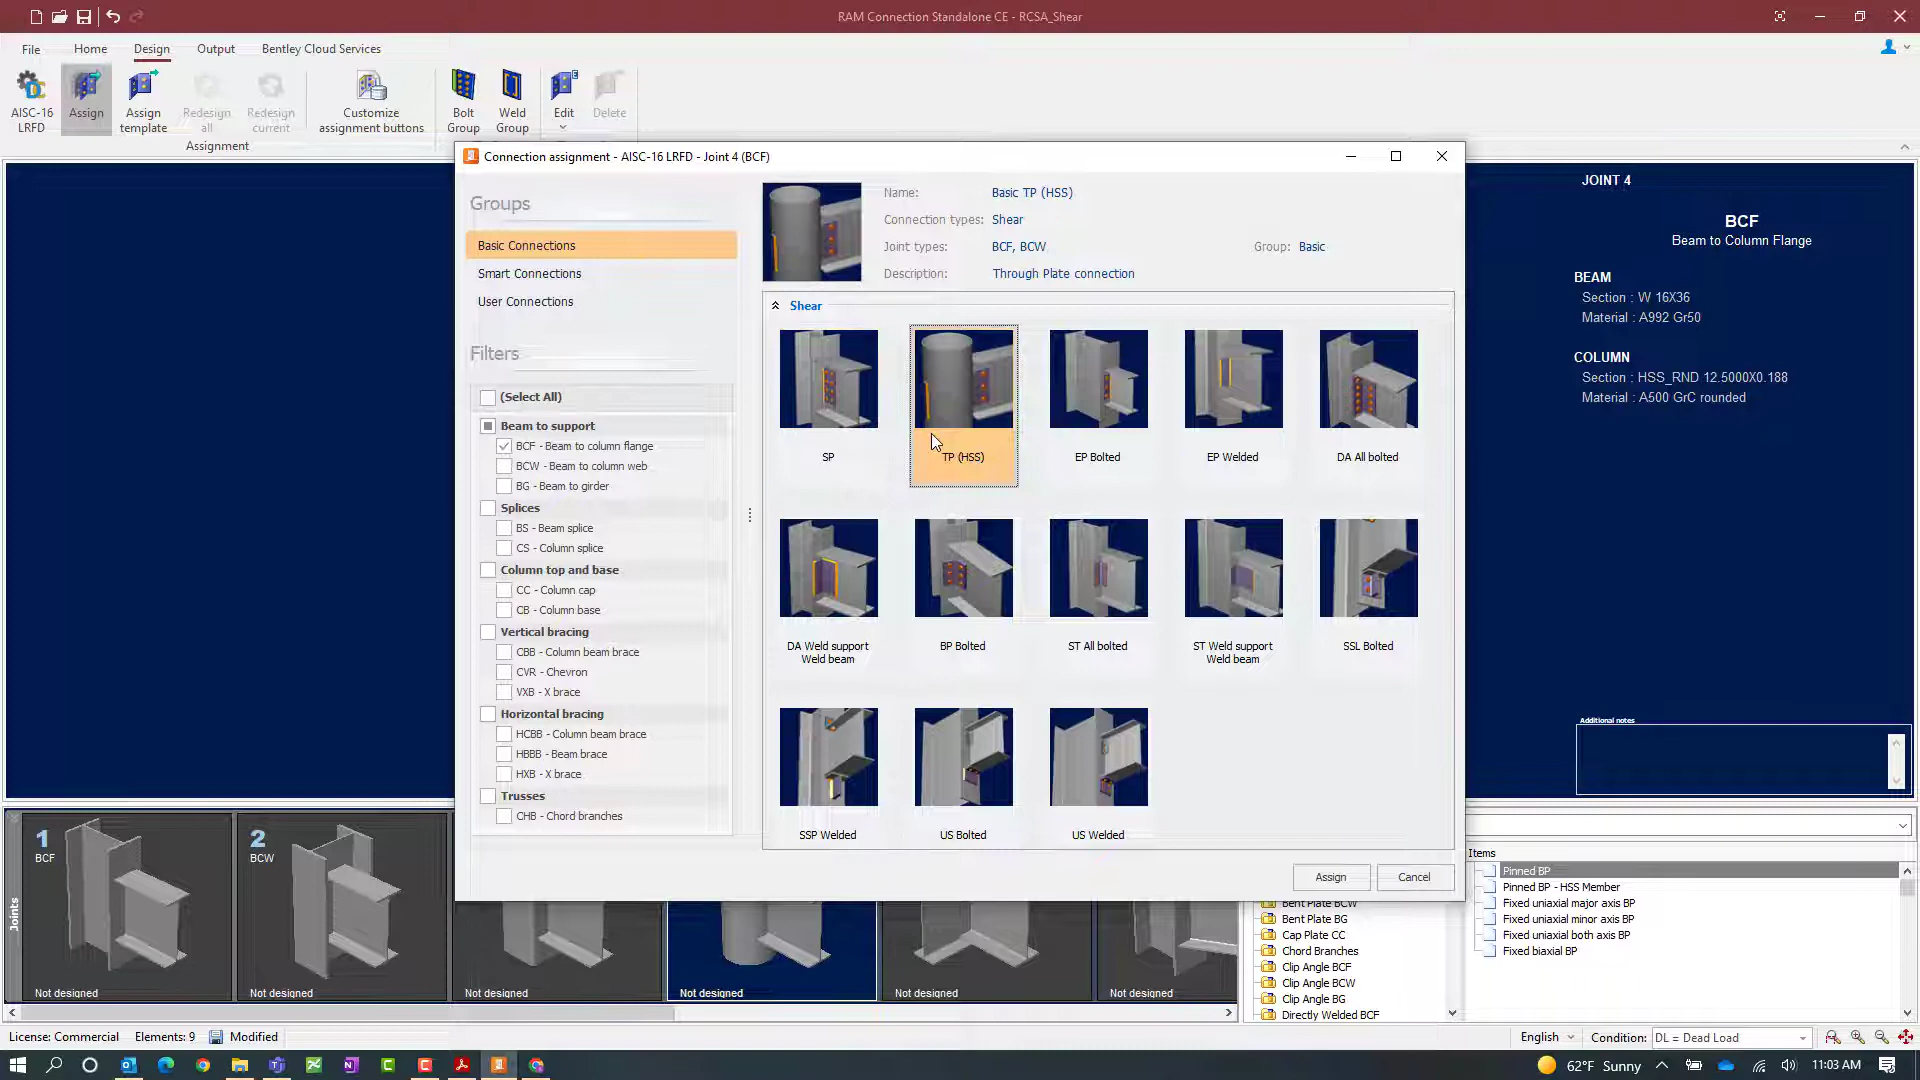 RAM Connection Standalone CE - RCSA_Shear
File
Home
Design
Output
Bentley Cloud Services
AISC-16
LRFD
Assign
Assign
template
Redesign
all
Redesign
current
Customize
assignment buttons
Bolt
Group
Weld
Group
Edit
Delete
Assignment
Connection assignment - AISC-16 LRFD - Joint 4 (BCF)
Groups
Basic Connections
Smart Connections
User Connections
Filters
(Select All)
Beam to support
BCF - Beam to column flange
BCW - Beam to column web
BG - Beam to girder
Splices
BS - Beam splice
CS - Column splice
Column top and base
CC - Column cap
CB - Column base
Vertical bracing
CBB - Column beam brace
CVR - Chevron
VXB - X brace
Horizontal bracing
HCBB - Column beam brace
HBBB - Beam brace
HXB - X brace
Trusses
CHB - Chord branches
Name: Basic TP (HSS)
Connection types: Shear
Joint types: BCF, BCW
Group: Basic
Description: Through Plate connection
Shear
SP
TP (HSS)
EP Bolted
EP Welded
DA All bolted
DA Weld support
Weld beam
BP Bolted
ST All bolted
ST Weld support
Weld beam
SSL Bolted
SSP Welded
US Bolted
US Welded
Assign
Cancel
JOINT 4
BCF
Beam to Column Flange
BEAM
Section : W 16X36
Material : A992 Gr50
COLUMN
Section : HSS_RND 12.5000X0.188
Material : A500 GrC rounded
Additional notes
Joints
1
BCF
Not designed
2
BCW
Not designed
Not designed
Not designed
Not designed
Not designed
Bent Plate BCW
Bent Plate BG
Cap Plate CC
Chord Branches
Clip Angle BCF
Clip Angle BCW
Clip Angle BG
Directly Welded BCF
Items
Pinned BP
Pinned BP - HSS Member
Fixed uniaxial major axis BP
Fixed uniaxial minor axis BP
Fixed uniaxial both axis BP
Fixed biaxial BP
License: Commercial
Elements: 9
Modified
English
Condition:
DL = Dead Load
62°F Sunny
11:03 AM